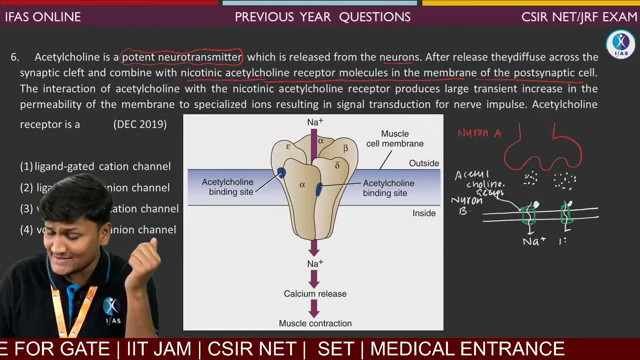 IFAS ONLINE
PREVIOUS YEAR QUESTIONS
CSIR NET/JRF EXAM
6. Acetylcholine is a potent neurotransmitter which is released from the neurons. After release theydiffuse across the
synaptic cleft and combine with nicotinic acetylcholine receptor molecules in the membrane of the postsynaptic cell.
The interaction of acetylcholine with the nicotinic acetylcholine receptor produces large transient increase in the
permeability of the membrane to specialized ions resulting in signal transduction for nerve impulse. Acetylcholine
receptor is a (DEC 2019)
(1) ligand-gated cation channel
(2) nion channel
(3) v tation channel
(4) vo inion channel
Na+
ε
α
β
α
δ
Muscle
cell membrane
Outside
Acetylcholine
binding site
Acetylcholine
binding site
Inside
Na+
Calcium release
Muscle contraction
Nyron A
Acetyl
choline
Nyron
B
Na+
IFAS
E FOR GATE | IIT JAM | CSIR NET | SET | MEDICAL ENTRANCE